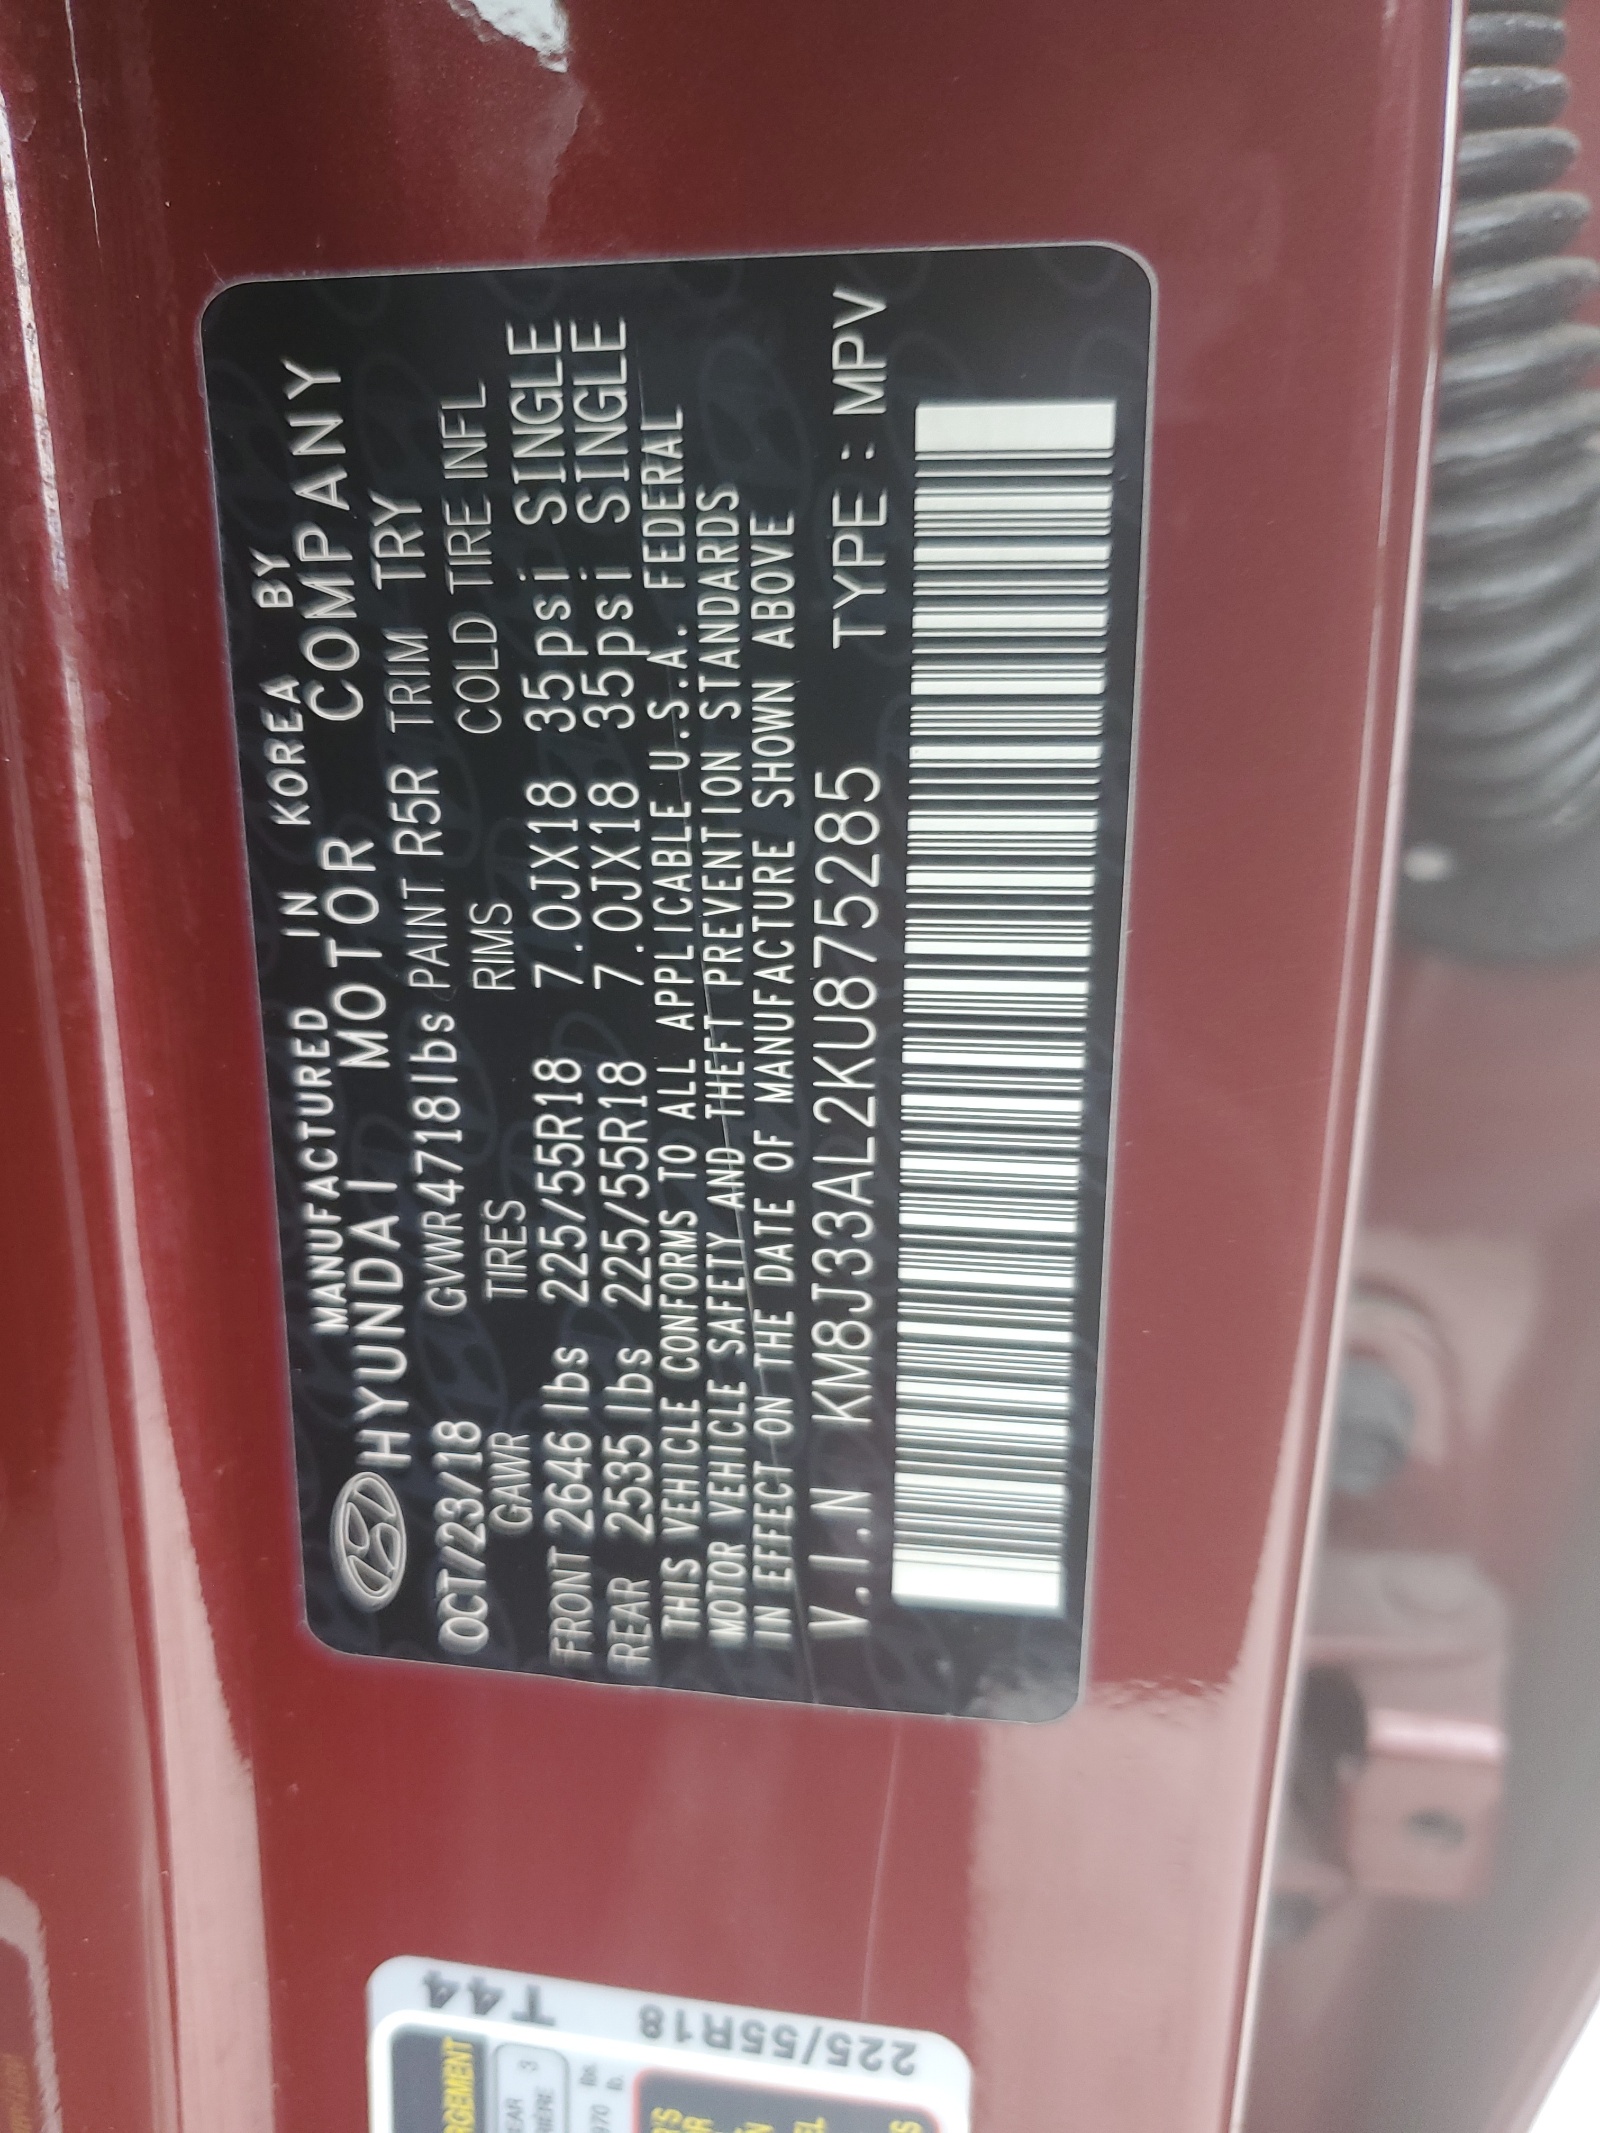 MANUFACTURED IN KOREA BY
HYUNDAI MOTOR COMPANY
OCT/23/18 GVWR4718lbs PAINT R5R TRIM TRY
GAWR TIRES RIMS COLD TIRE INFL
FRONT 2646lbs 225/55R18 7.0JX18 35psi SINGLE
REAR 2535lbs 225/55R18 7.0JX18 35psi SINGLE
THIS VEHICLE CONFORMS TO ALL APPLICABLE U.S.A. FEDERAL
MOTOR VEHICLE SAFETY AND THEFT PREVENTION STANDARDS
IN EFFECT ON THE DATE OF MANUFACTURE SHOWN ABOVE
V.I.N KM8J33AL2KU875285 TYPE : MPV
T44
225/55R18